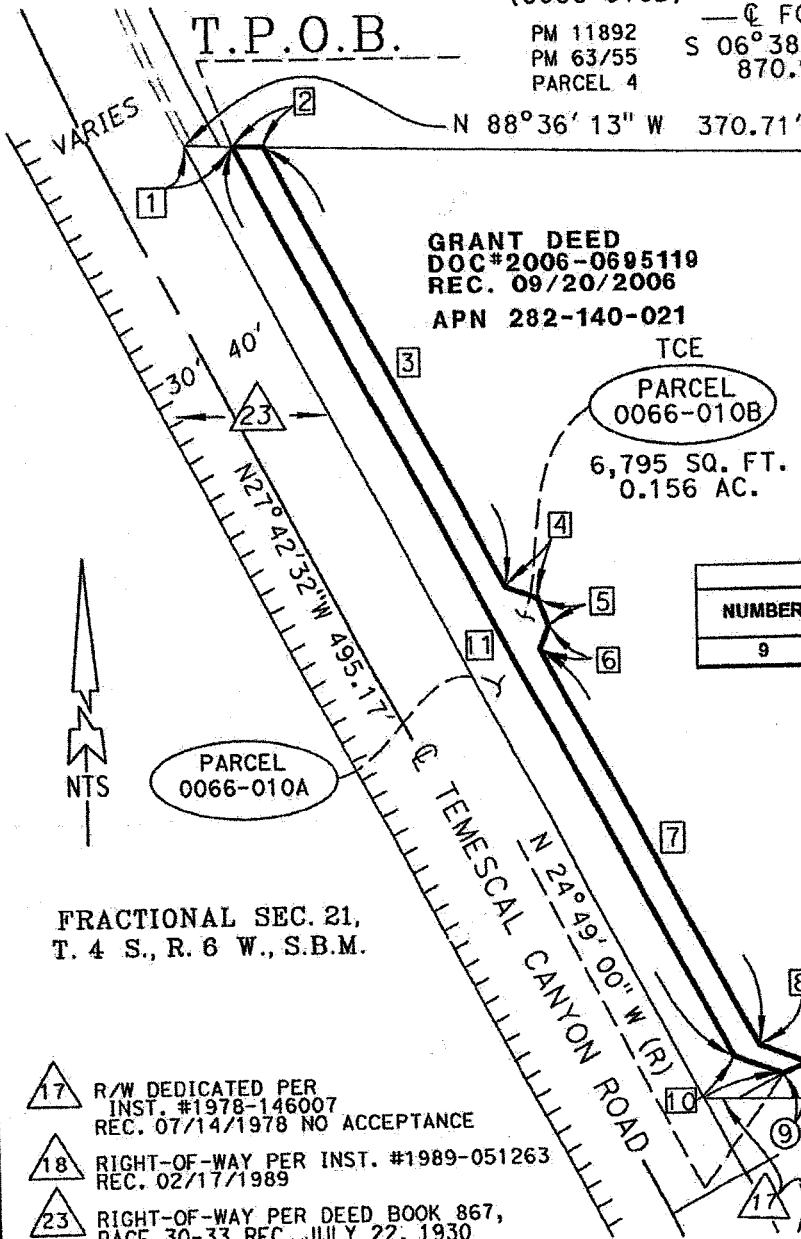 T.P.O.B.
PM 11892
PM 63/55
PARCEL 4
℄ FO
S 06°38
870.
N 88°36'13" W 370.71'
VARIES
2
1
GRANT DEED
DOC#2006-0695119
REC. 09/20/2006
APN 282-140-021
TCE
PARCEL
0066-010B
6,795 SQ. FT.
0.156 AC.
3
30' 40'
23
N27°42'32"W 495.17'
4
5
6
11
NUMBER
9
NTS
PARCEL
0066-010A
7
℄ TEMESCAL CANYON ROAD
N 24°49'00" W (R)
FRACTIONAL SEC. 21,
T. 4 S., R. 6 W., S.B.M.
8
10
9
17
17 R/W DEDICATED PER
INST. #1978-146007
REC. 07/14/1978 NO ACCEPTANCE
18 RIGHT-OF-WAY PER INST. #1989-051263
REC. 02/17/1989
23 RIGHT-OF-WAY PER DEED BOOK 867,
PAGE 30-33 REC. JULY 22, 1930